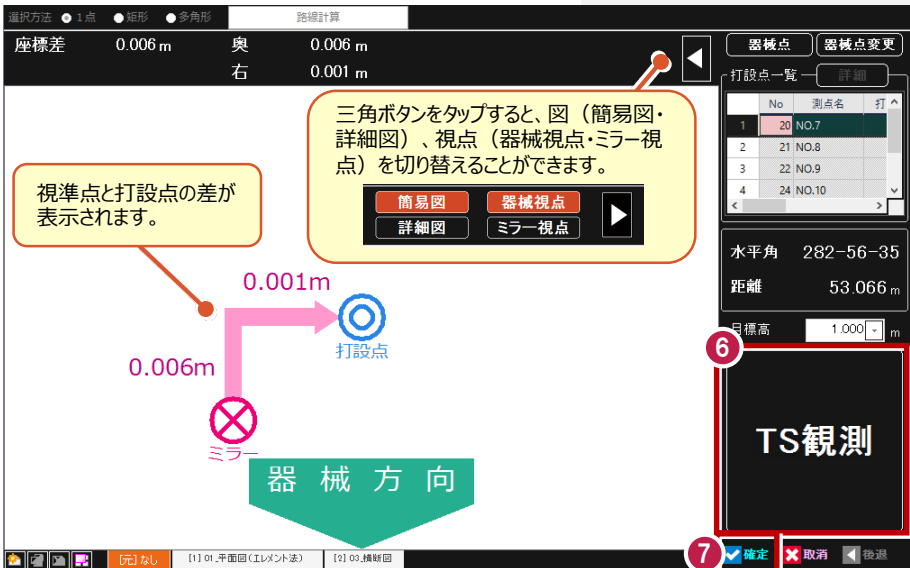 選択方法 1点 矩形 多角形 路線計算
座標差 0.006 m 奥 0.006 m
右 0.001 m
器械点 器械点変更
打設点一覧 詳細
No 測点名 打
1 20 NO.7
2 21 NO.8
3 22 NO.9
4 24 NO.10
三角ボタンをタップすると、図（簡易図・
詳細図）、視点（器械視点・ミラー視
点）を切り替えることができます。
簡易図 器械視点
詳細図 ミラー視点
視準点と打設点の差が
表示されます。
水平角 282-56-35
距離 53.066 m
目標高 1.000 m
0.001m
打設点
0.006m
ミラー
器械方向
6
TS観測
7
[元] なし [1] 01_平面図(エレメント法) [2] 03_横断図
確定 取消 後退